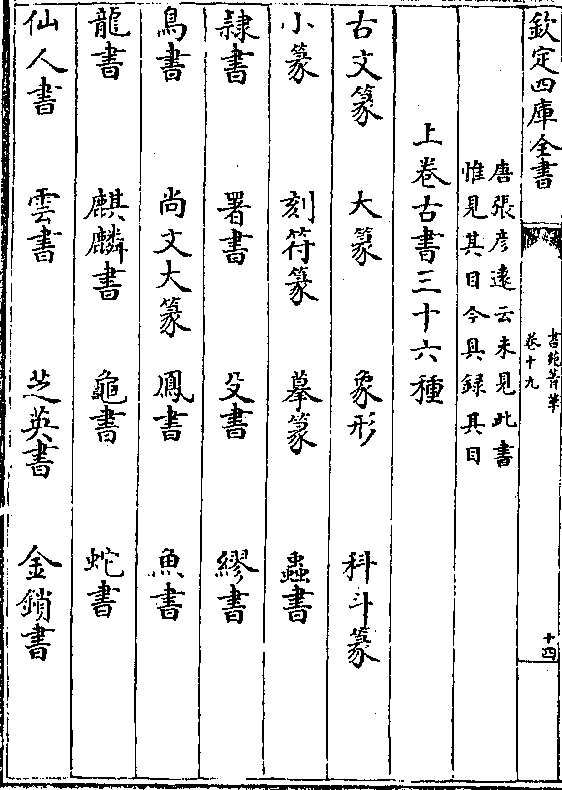 欽定四庫全書
書苑菁華
卷十九
十四
唐張彥遠云未見此書
惟見其目今具録其目
上卷古書三十六種
古文篆 大篆 象形 科斗篆
小篆 刻符篆 摹篆 蟲書
隸書 署書 殳書 繆書
鳥書 尚文大篆 鳳書 魚書
龍書 麒麟書 龜書 蛇書
仙人書 雲書 芝英書 金鎖書